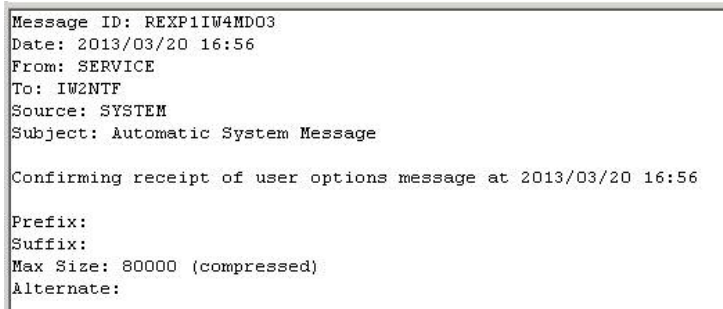 Message ID: REXP1IW4MDO3
Date: 2013/03/20 16:56
From: SERVICE
To: IW2NTF
Source: SYSTEM
Subject: Automatic System Message
Confirming receipt of user options message at 2013/03/20 16:56
Prefix:
Suffix:
Max Size: 80000 (compressed)
Alternate: